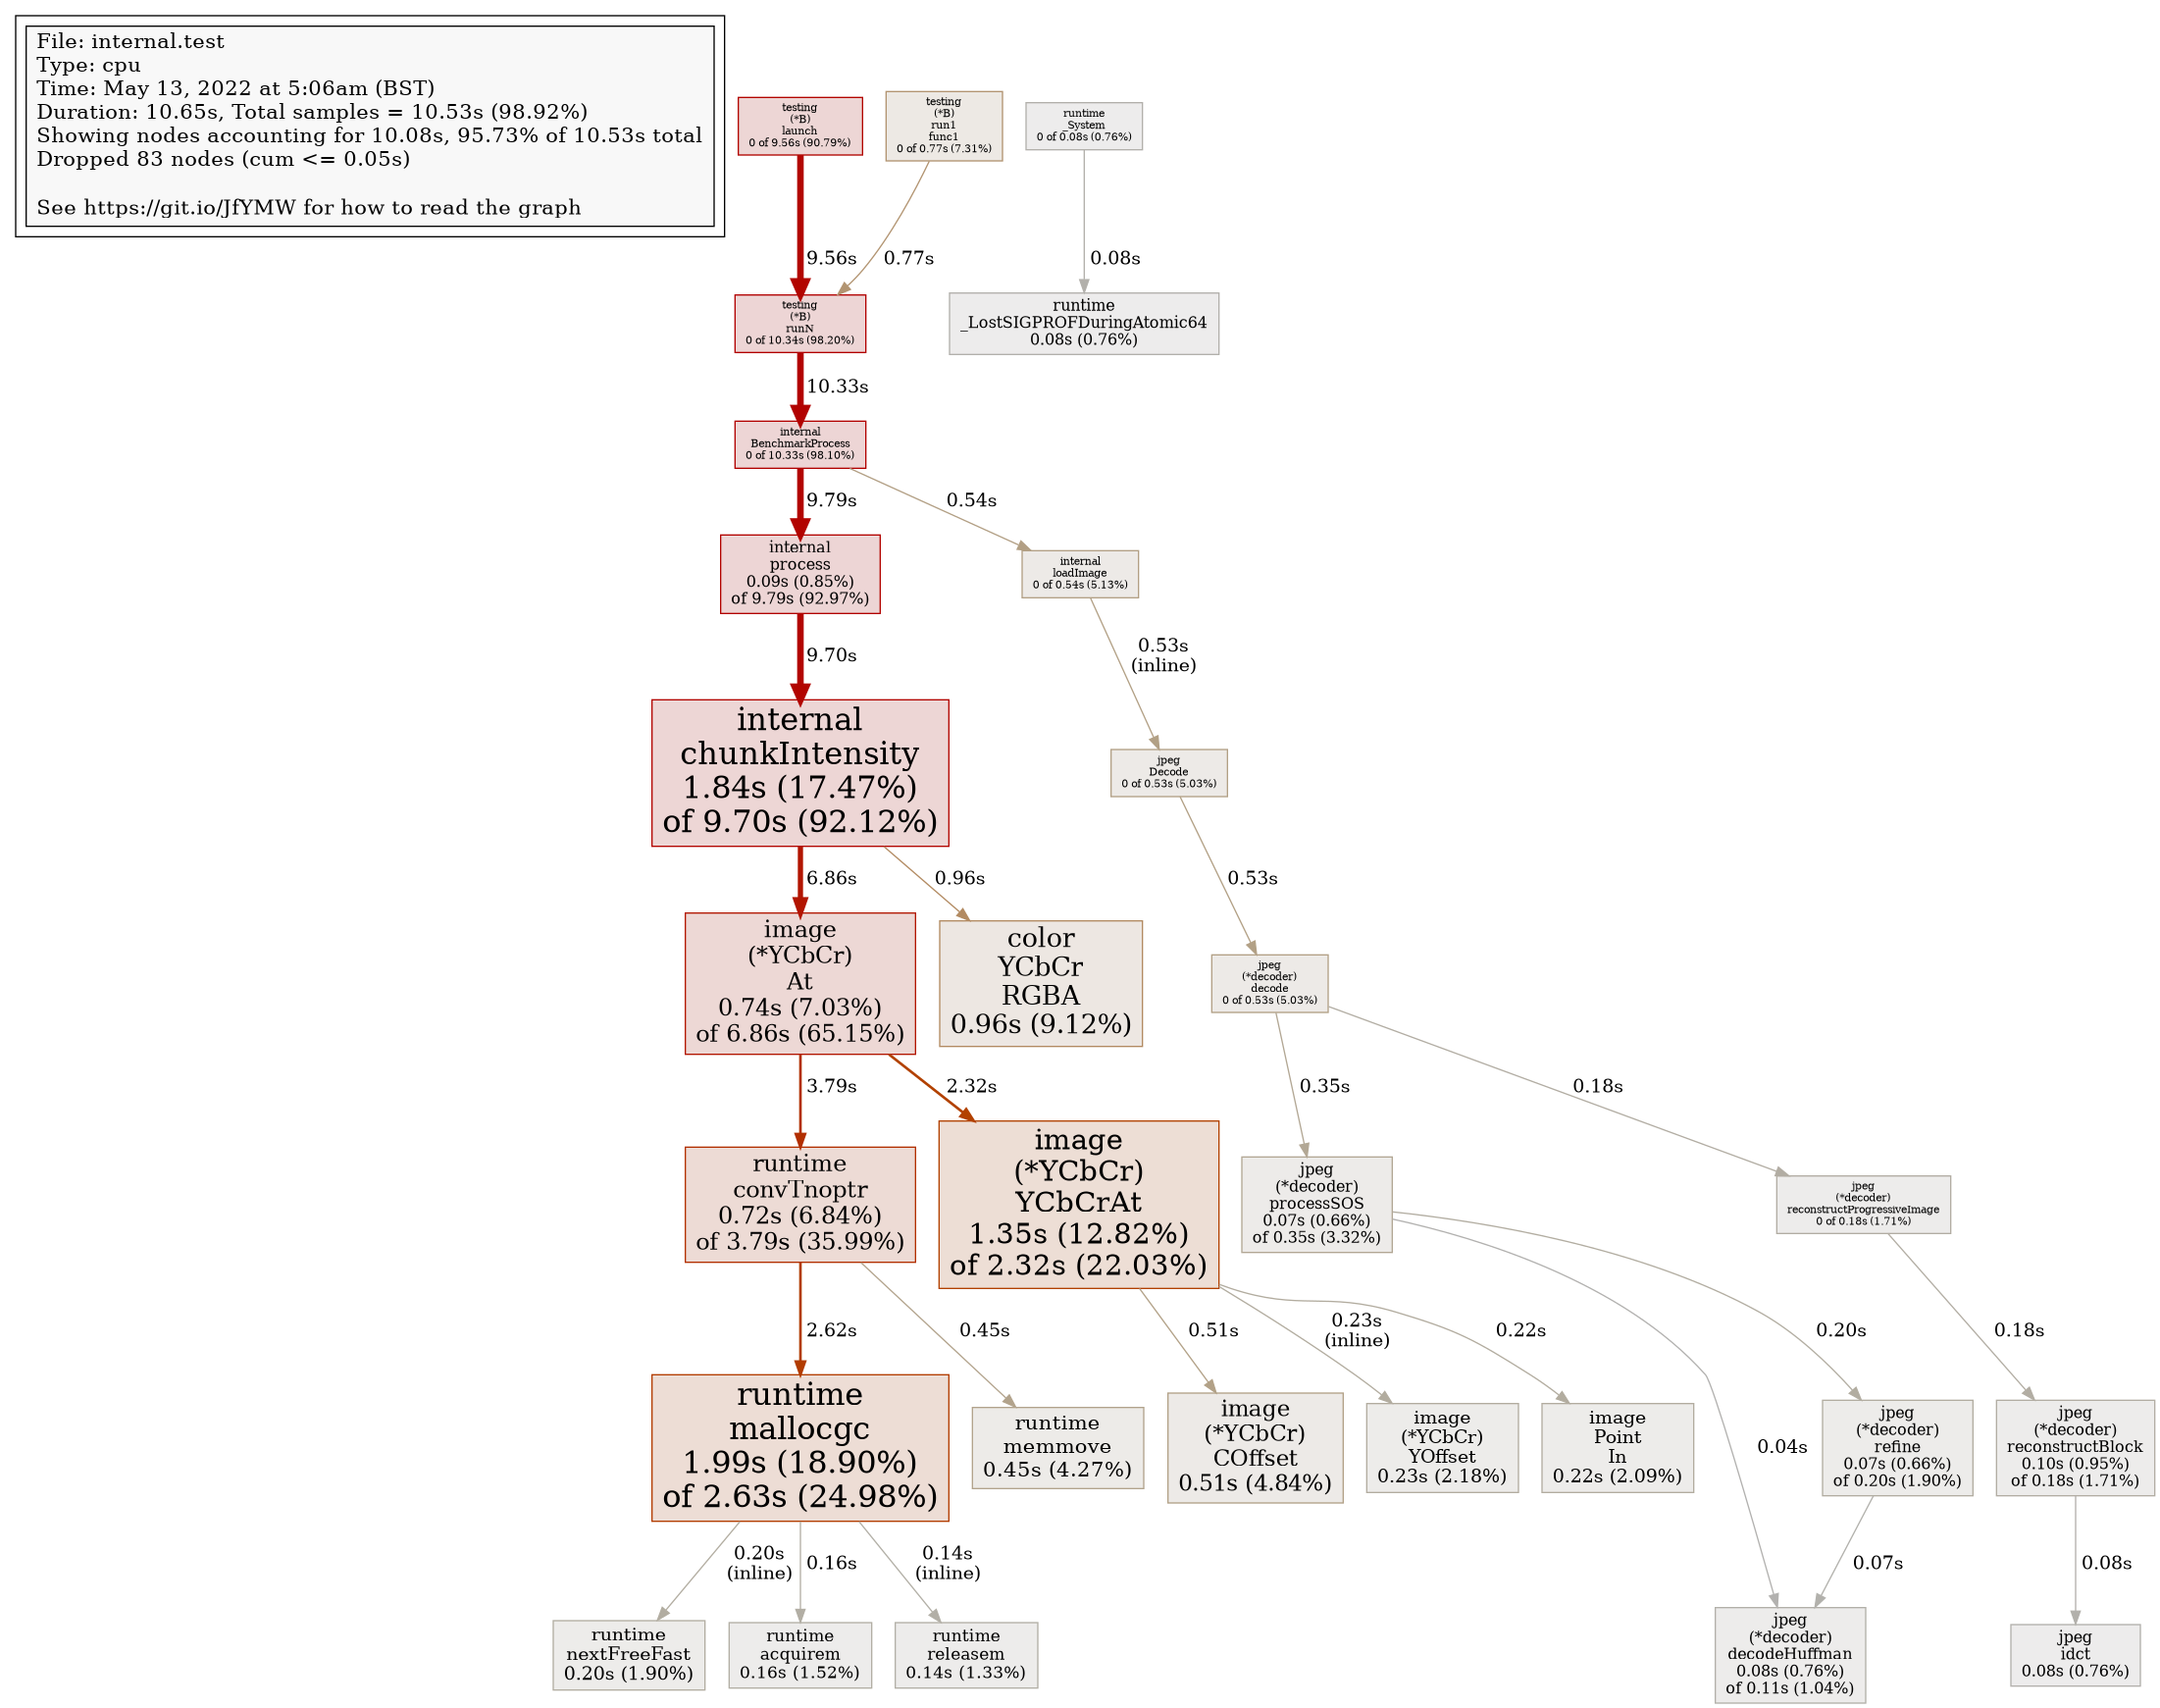 File: internal.test
Type: cpu
Time: May 13, 2022 at 5:06am (BST)
Duration: 10.65s, Total samples = 10.53s (98.92%)
Showing nodes accounting for 10.08s, 95.73% of 10.53s total
Dropped 83 nodes (cum <= 0.05s)
See https://git.io/JfYMW for how to read the graph
testing
(*B)
launch
0 of 9.56s (90.79%)
testing
(*B)
run1
func1
0 of 0.77s (7.31%)
runtime
_System
0 of 0.08s (0.76%)
9.56s
0.77s
0.08s
testing
(*B)
runN
0 of 10.34s (98.20%)
runtime
_LostSIGPROFDuringAtomic64
0.08s (0.76%)
10.33s
internal
BenchmarkProcess
0 of 10.33s (98.10%)
9.79s
0.54s
internal
process
0.09s (0.85%)
of 9.79s (92.97%)
internal
loadImage
0 of 0.54s (5.13%)
9.70s
0.53s
(inline)
internal
chunkIntensity
1.84s (17.47%)
of 9.70s (92.12%)
jpeg
Decode
0 of 0.53s (5.03%)
6.86s
0.96s
0.53s
image
(*YCbCr)
At
0.74s (7.03%)
of 6.86s (65.15%)
color
YCbCr
RGBA
0.96s (9.12%)
jpeg
(*decoder)
decode
0 of 0.53s (5.03%)
3.79s
2.32s
0.35s
0.18s
runtime
convTnoptr
0.72s (6.84%)
of 3.79s (35.99%)
image
(*YCbCr)
YCbCrAt
1.35s (12.82%)
of 2.32s (22.03%)
jpeg
(*decoder)
processSOS
0.07s (0.66%)
of 0.35s (3.32%)
jpeg
(*decoder)
reconstructProgressiveImage
0 of 0.18s (1.71%)
2.62s
0.45s
0.51s
0.23s
(inline)
0.22s
0.04s
0.20s
0.18s
runtime
mallocgc
1.99s (18.90%)
of 2.63s (24.98%)
runtime
memmove
0.45s (4.27%)
image
(*YCbCr)
COffset
0.51s (4.84%)
image
(*YCbCr)
YOffset
0.23s (2.18%)
image
Point
In
0.22s (2.09%)
jpeg
(*decoder)
refine
0.07s (0.66%)
of 0.20s (1.90%)
jpeg
(*decoder)
reconstructBlock
0.10s (0.95%)
of 0.18s (1.71%)
0.20s
(inline)
0.16s
0.14s
(inline)
0.07s
0.08s
runtime
nextFreeFast
0.20s (1.90%)
runtime
acquirem
0.16s (1.52%)
runtime
releasem
0.14s (1.33%)
jpeg
(*decoder)
decodeHuffman
0.08s (0.76%)
of 0.11s (1.04%)
jpeg
idct
0.08s (0.76%)